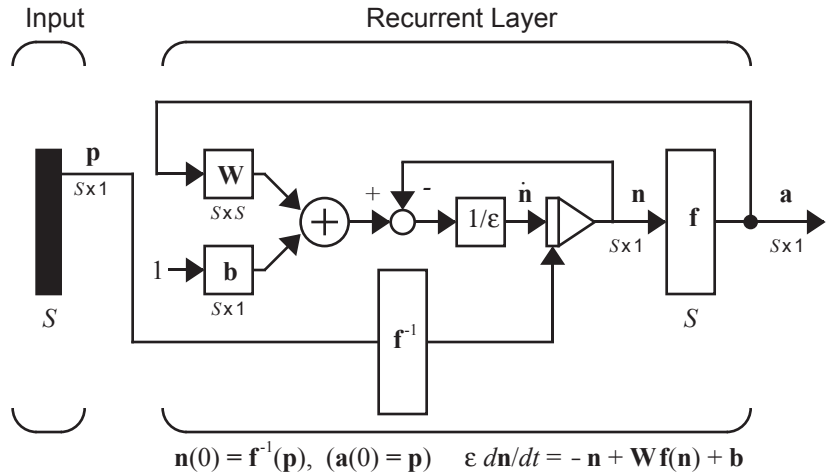 Input
Recurrent Layer
p
S x 1
W
S x S
+
-
ṅ
n
a
1/ε
f
S x 1
S x 1
1
b
S x 1
S
S
f⁻¹
n(0) = f⁻¹(p), (a(0) = p) ε dn/dt = - n + W f(n) + b